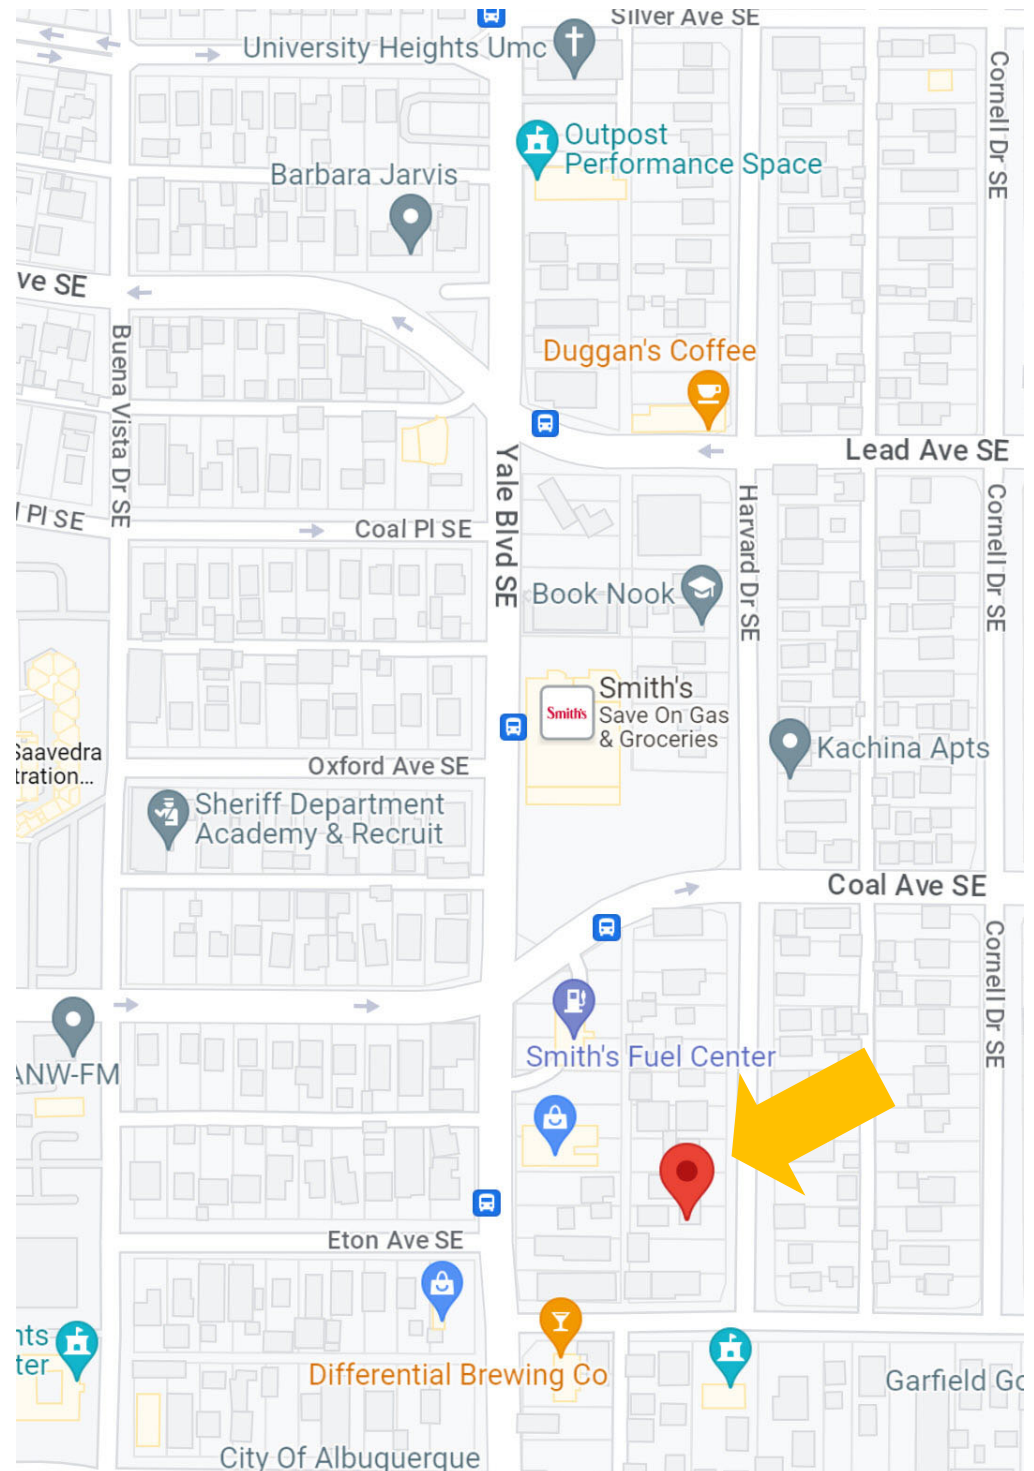 Silver Ave SE
University Heights Umc
Cornell Dr SE
Outpost
Performance Space
Barbara Jarvis
ve SE
Buena Vista Dr SE
Duggan's Coffee
Lead Ave SE
Yale Blvd SE
Pl SE
Coal Pl SE
Harvard Dr SE
Cornell Dr SE
Book Nook
Smith's
Smith's
Save On Gas
& Groceries
Saavedra
tration...
Kachina Apts
Oxford Ave SE
Sheriff Department
Academy & Recruit
Coal Ave SE
Cornell Dr SE
ANW-FM
Smith's Fuel Center
Eton Ave SE
nts
ter
Differential Brewing Co
Garfield Go
City Of Albuquerque